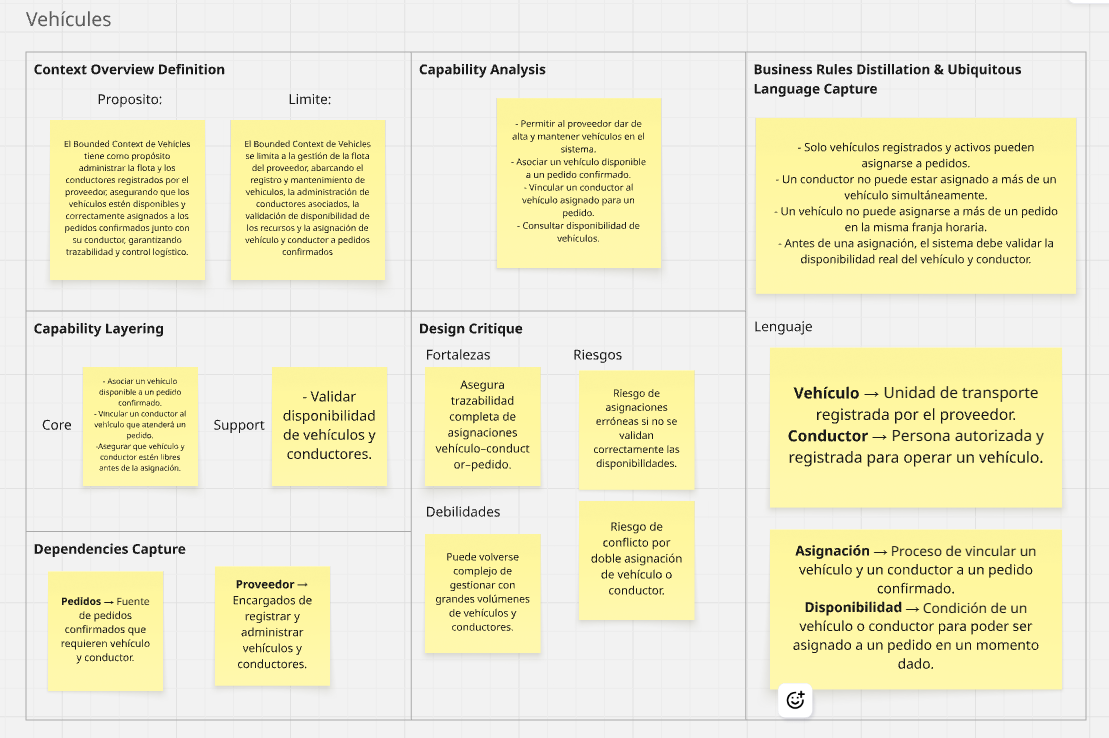 Vehícules
Context Overview Definition
Proposito:
El Bounded Context de Vehicles
tiene como propósito
administrar la flota y los
conductores registrados por el
proveedor, asegurando que los
vehículos estén disponibles y
correctamente asignados a los
pedidos confirmados junto con
su conductor, garantizando
trazabilidad y control logístico.
Limite:
El Bounded Context de Vehicles
se limita a la gestión de la flota
del proveedor, abarcando el
registro y mantenimiento de
vehículos, la administración de
conductores asociados, la
validación de disponibilidad de
los recursos y la asignación de
vehículo y conductor a pedidos
confirmados
Capability Analysis
- Permitir al proveedor dar de
alta y mantener vehículos en el
sistema.
- Asociar un vehículo disponible
a un pedido confirmado.
- Vincular un conductor al
vehículo asignado para un
pedido.
- Consultar disponibilidad de
vehículos.
Business Rules Distillation & Ubiquitous
Language Capture
- Solo vehículos registrados y activos pueden
asignarse a pedidos.
- Un conductor no puede estar asignado a más de un
vehículo simultáneamente.
- Un vehículo no puede asignarse a más de un pedido
en la misma franja horaria.
- Antes de una asignación, el sistema debe validar la
disponibilidad real del vehículo y conductor.
Lenguaje
Vehículo → Unidad de transporte
registrada por el proveedor.
Conductor → Persona autorizada y
registrada para operar un vehículo.
Asignación → Proceso de vincular un
vehículo y un conductor a un pedido
confirmado.
Disponibilidad → Condición de un
vehículo o conductor para poder ser
asignado a un pedido en un momento
dado.
Capability Layering
Core
- Asociar un vehículo
disponible a un pedido
confirmado.
- Vincular un conductor al
vehículo que atenderá un
pedido.
-Asegurar que vehículo y
conductor estén libres
antes de la asignación.
Support
- Validar
disponibilidad
de vehículos y
conductores.
Design Critique
Fortalezas
Asegura
trazabilidad
completa de
asignaciones
vehículo–conduct
or–pedido.
Riesgos
Riesgo de
asignaciones
erróneas si no se
validan
correctamente las
disponibilidades.
Riesgo de
conflicto por
doble asignación
de vehículo o
conductor.
Debilidades
Puede volverse
complejo de
gestionar con
grandes volúmenes
de vehículos y
conductores.
Dependencies Capture
Pedidos → Fuente
de pedidos
confirmados que
requieren vehículo
y conductor.
Proveedor →
Encargados de
registrar y
administrar
vehículos y
conductores.